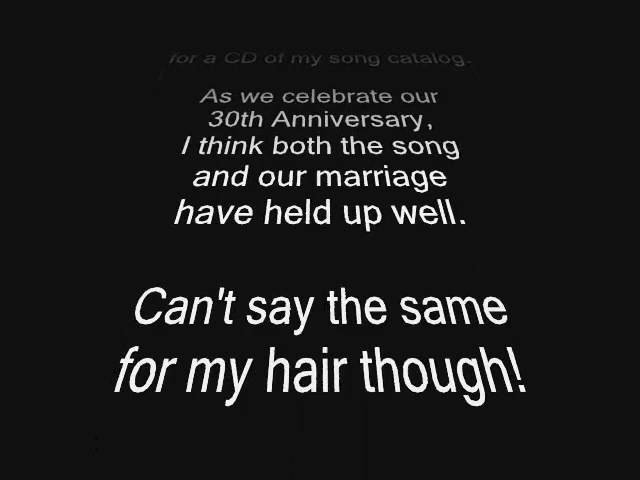 for a CD of my song catalog.
As we celebrate our
30th Anniversary,
I think both the song
and our marriage
have held up well.
Can't say the same
for my hair though!